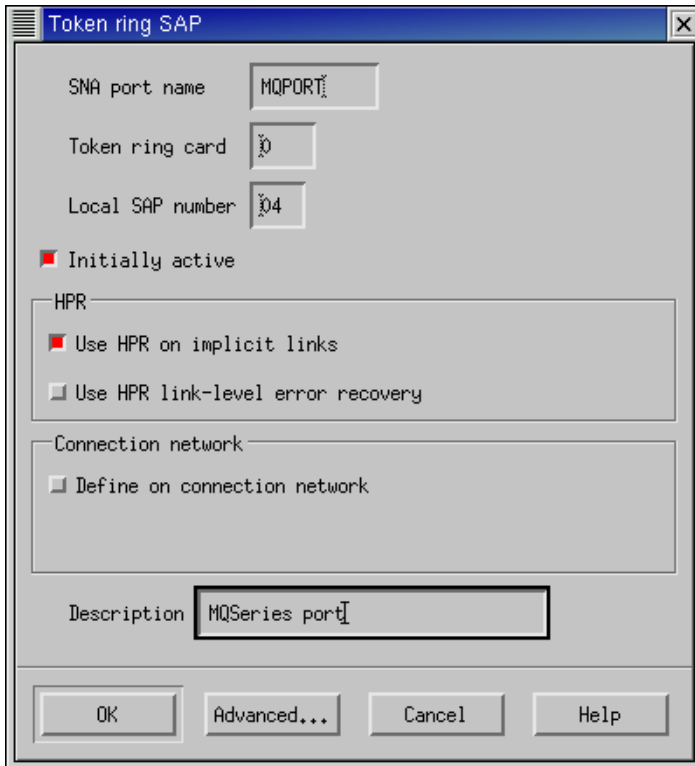 Token ring SAP
SNA port name MQPORT
Token ring card 0
Local SAP number 04
Initially active
HPR
Use HPR on implicit links
Use HPR link-level error recovery
Connection network
Define on connection network
Description MQSeries port
OK Advanced... Cancel Help